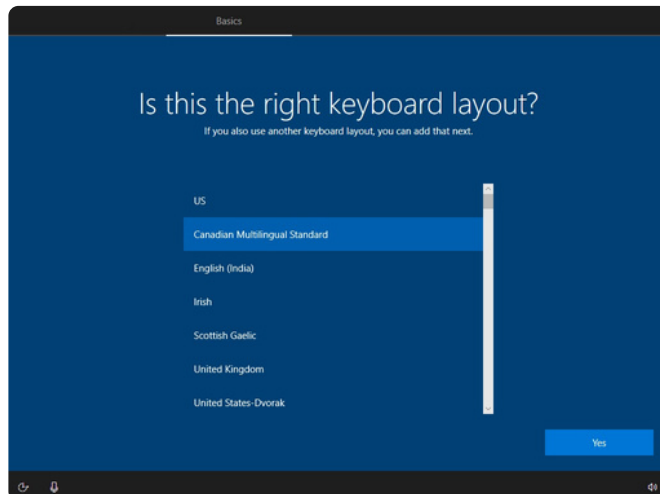 Basics
Is this the right keyboard layout?
If you also use another keyboard layout, you can add that next.
US
Canadian Multilingual Standard
English (India)
Irish
Scottish Gaelic
United Kingdom
United States-Dvorak
Yes